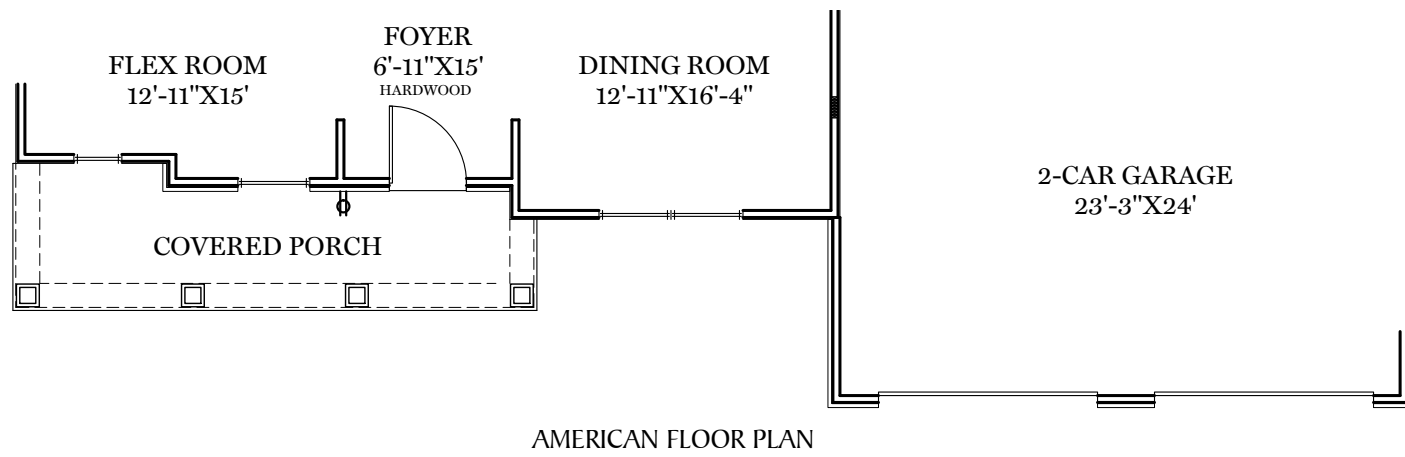 FLEX ROOM
12'-11"X15'
FOYER
6'-11"X15'
HARDWOOD
DINING ROOM
12'-11"X16'-4"
2-CAR GARAGE
23'-3"X24'
COVERED PORCH
AMERICAN FLOOR PLAN